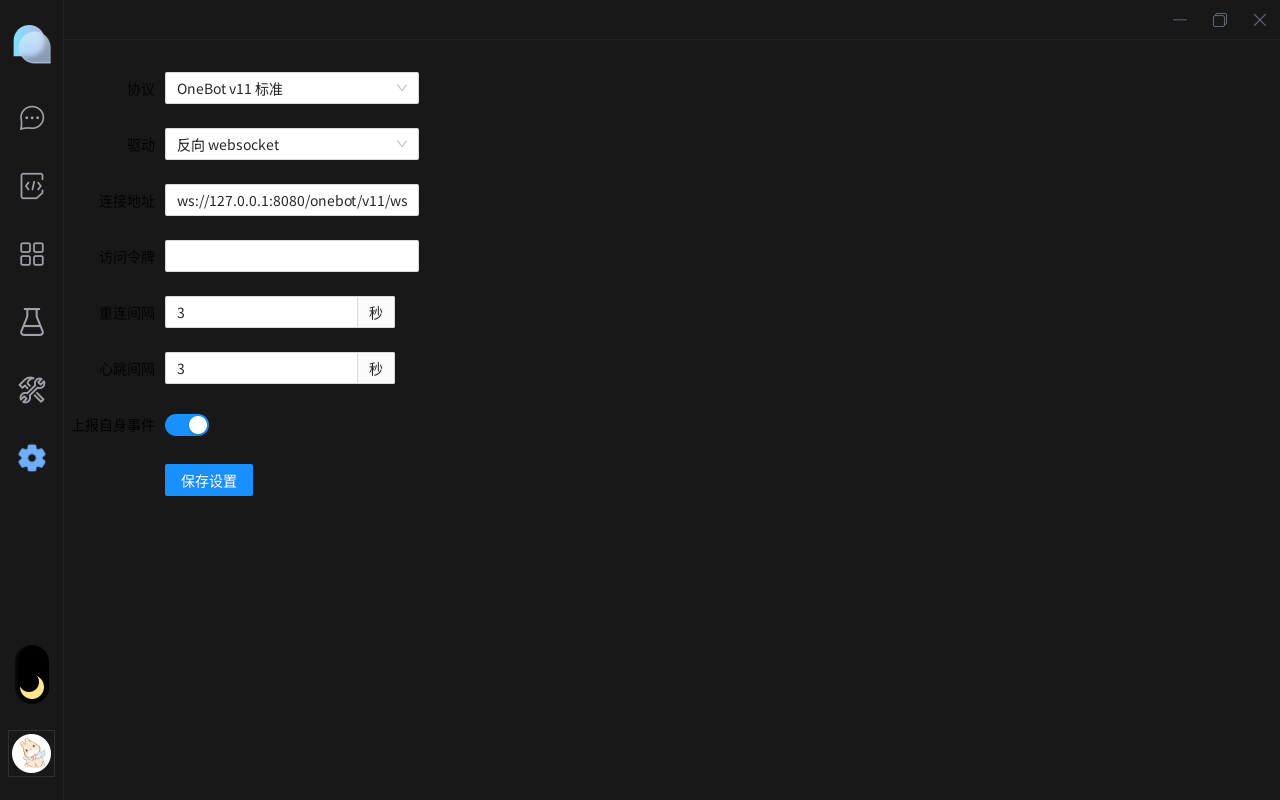 协议
OneBot v11 标准
驱动
反向 websocket
连接地址
ws://127.0.0.1:8080/onebot/v11/ws
访问令牌
重连间隔
3
秒
心跳间隔
3
秒
上报自身事件
保存设置